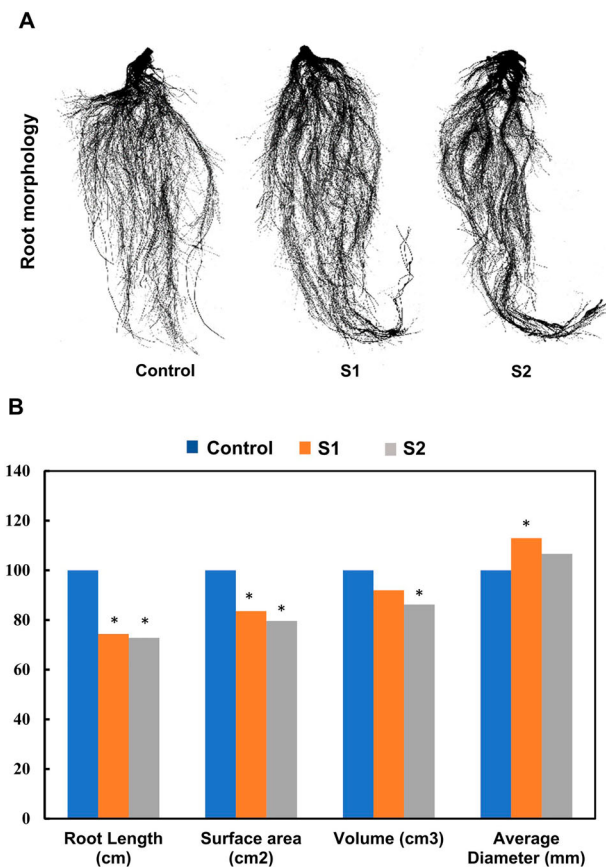 A
Root morphology
Control
S1
S2
B
Control
S1
S2
140
120
100
80
60
40
20
0
*
*
*
*
*
*
Root Length
(cm)
Surface area
(cm2)
Volume (cm3)
Average
Diameter (mm)